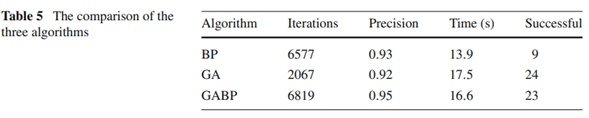 Table 5 The comparison of the
three algorithms
Algorithm Iterations Precision Time (s) Successful
BP 6577 0.93 13.9 9
GA 2067 0.92 17.5 24
GABP 6819 0.95 16.6 23